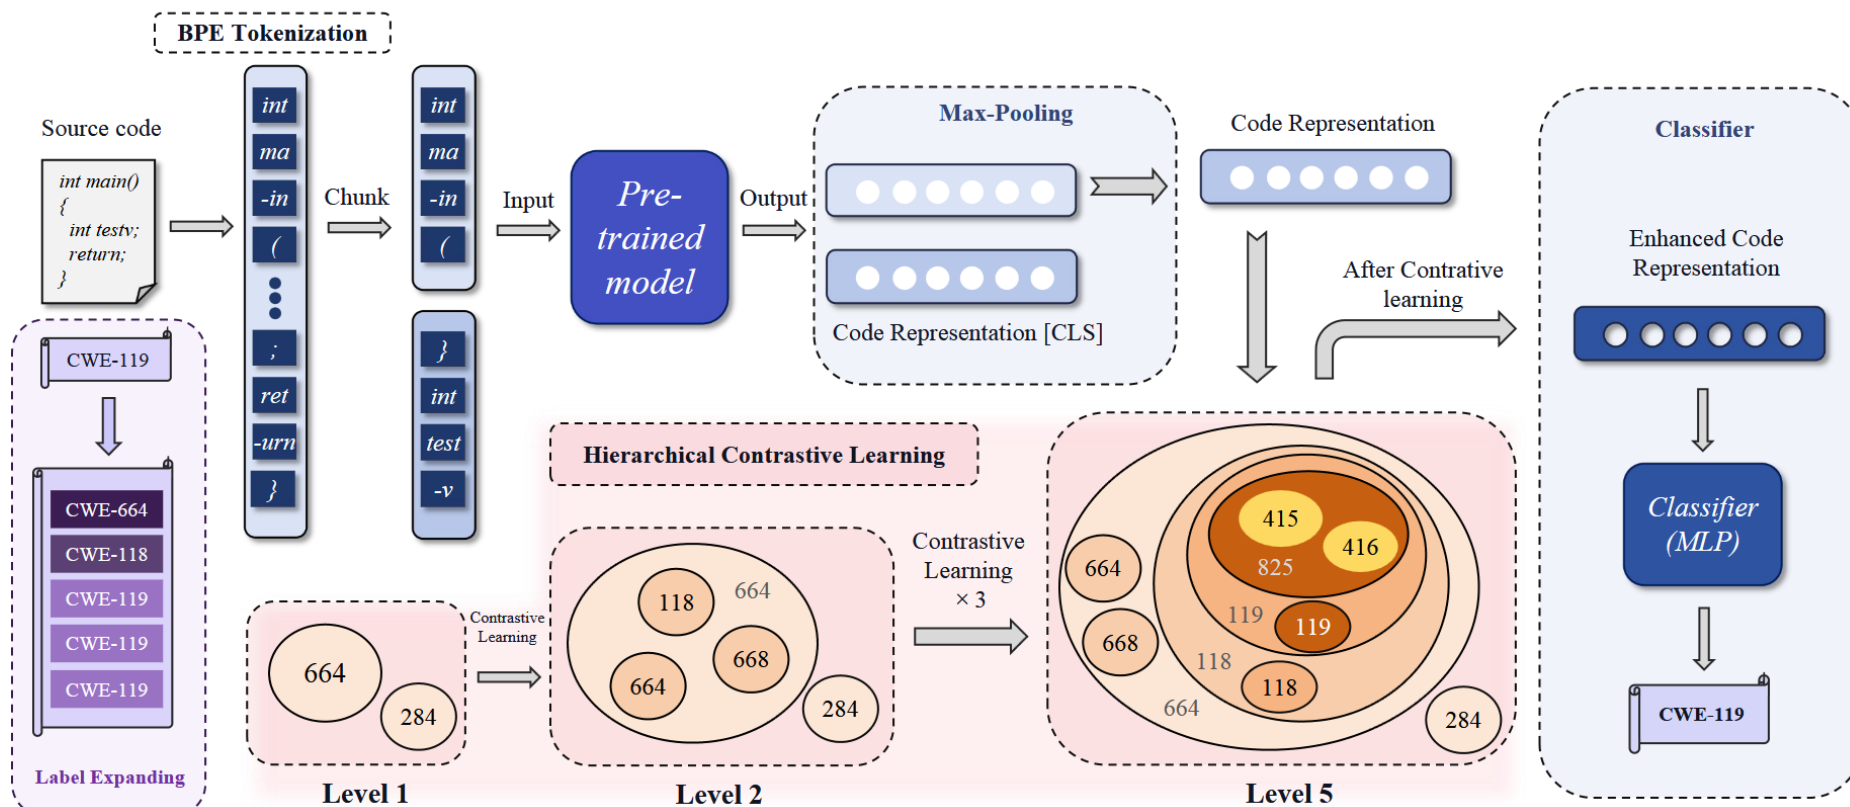 BPE Tokenization
Source code
int main()
{
int testv;
return;
}
int
ma
-in
(
;
ret
-urn
}
Chunk
int
ma
-in
(
}
int
test
-v
Input
Pre-
trained
model
Output
Max-Pooling
Code Representation [CLS]
Code Representation
After Contrative
learning
Classifier
Enhanced Code
Representation
Classifier
(MLP)
CWE-119
CWE-119
CWE-664
CWE-118
CWE-119
CWE-119
CWE-119
Label Expanding
Hierarchical Contrastive Learning
664
284
Level 1
Contrastive
Learning
118
664
668
664
284
Level 2
Contrastive
Learning
× 3
415
416
825
664
119
119
668
118
118
664
284
Level 5